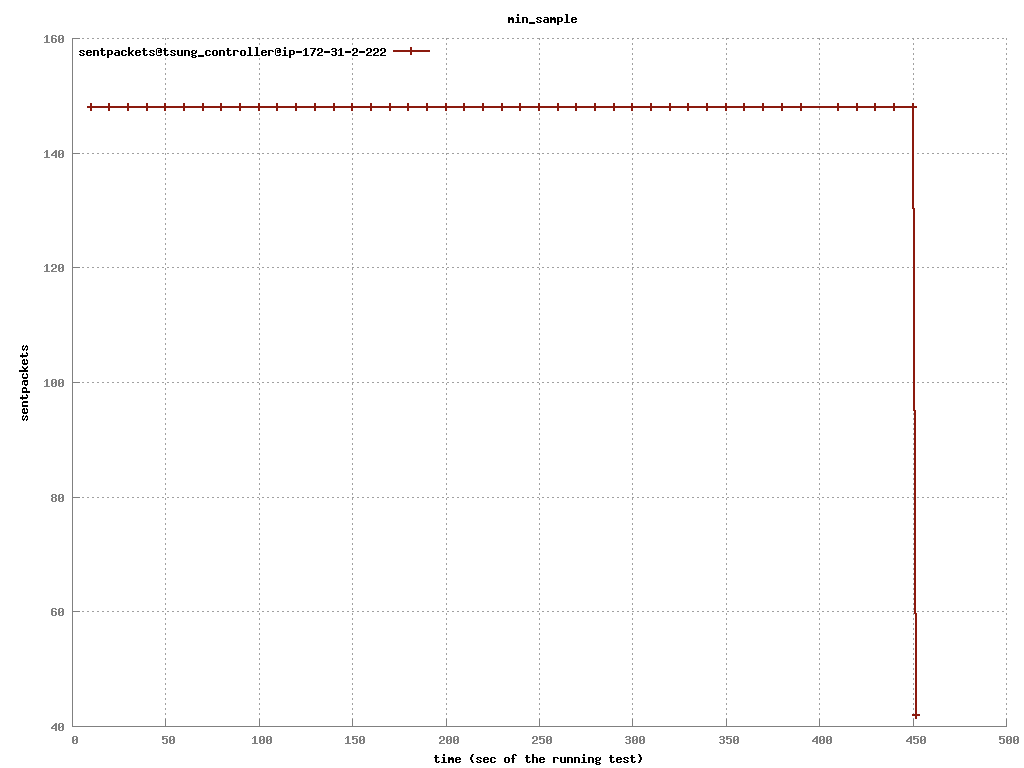 min_sample
sentpackets@tsung_controller@ip-172-31-2-222
160
140
120
100
80
60
40
sentpackets
0 50 100 150 200 250 300 350 400 450 500
time (sec of the running test)